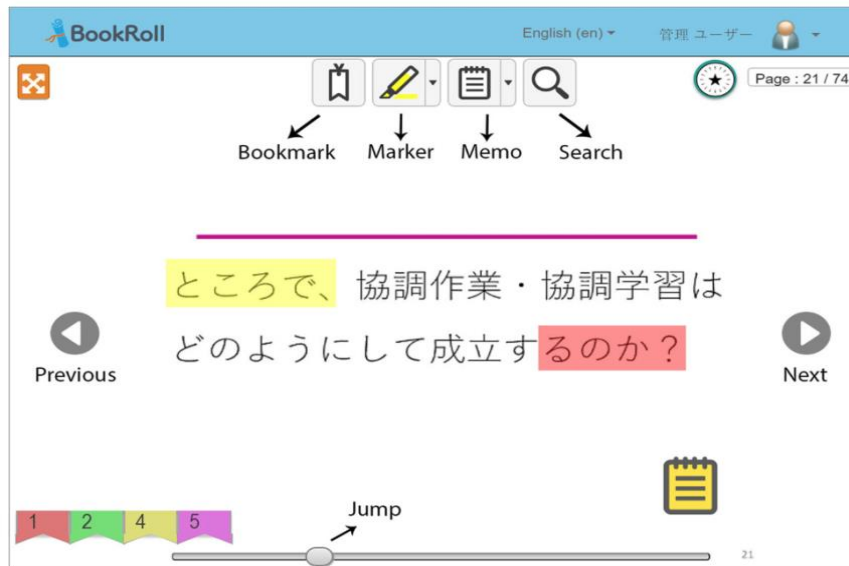 BookRoll English (en) 管理 ユーザー
Page : 21 / 74
Bookmark Marker Memo Search
ところで、協調作業・協調学習は
どのようにして成立するのか？
Previous
Next
1 2 4 5
Jump
21